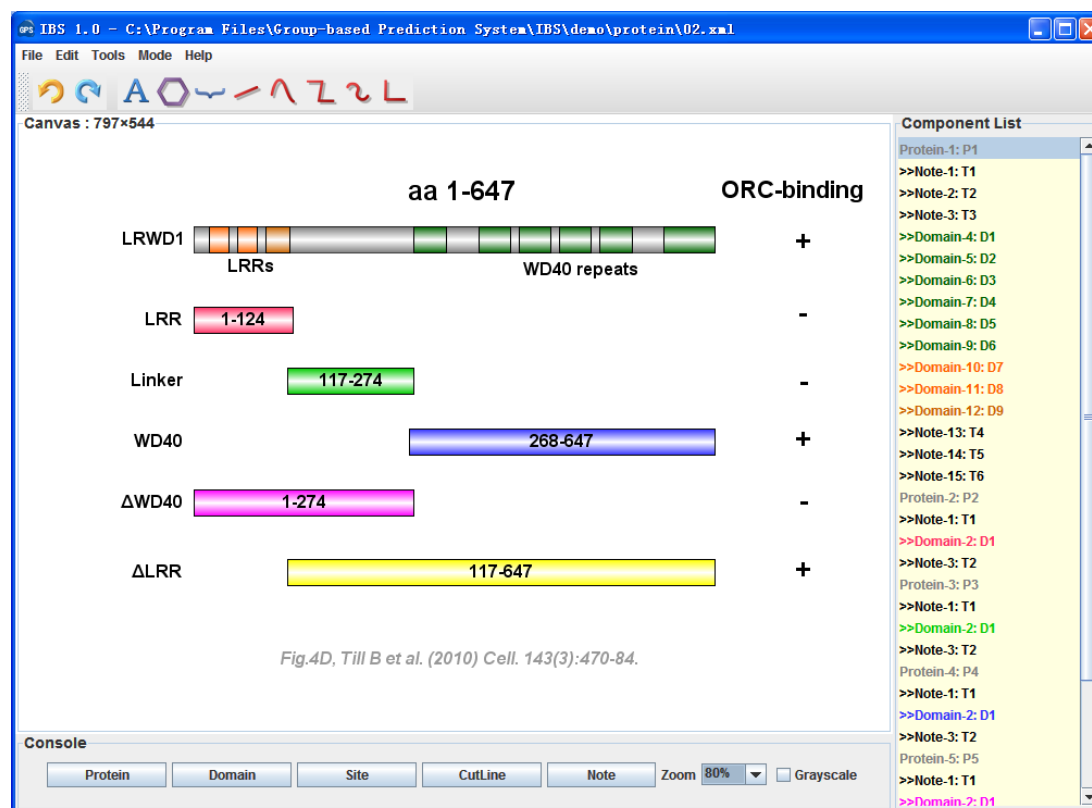 IBS 1.0 - C:\Program Files\Group-based Prediction System\IBS\demo\protein\02.xml
File Edit Tools Mode Help
Canvas : 797×544
aa 1-647 ORC-binding
LRWD1 +
LRRs WD40 repeats
LRR 1-124 -
Linker 117-274 -
WD40 268-647 +
ΔWD40 1-274 -
ΔLRR 117-647 +
Fig.4D, Till B et al. (2010) Cell. 143(3):470-84.
Component List
Protein-1: P1
>>Note-1: T1
>>Note-2: T2
>>Note-3: T3
>>Domain-4: D1
>>Domain-5: D2
>>Domain-6: D3
>>Domain-7: D4
>>Domain-8: D5
>>Domain-9: D6
>>Domain-10: D7
>>Domain-11: D8
>>Domain-12: D9
>>Note-13: T4
>>Note-14: T5
>>Note-15: T6
Protein-2: P2
>>Note-1: T1
>>Domain-2: D1
>>Note-3: T2
Protein-3: P3
>>Note-1: T1
>>Domain-2: D1
>>Note-3: T2
Protein-4: P4
>>Note-1: T1
>>Domain-2: D1
>>Note-3: T2
Protein-5: P5
>>Note-1: T1
>>Domain-2: D1
Console
Protein Domain Site CutLine Note Zoom 80% Grayscale